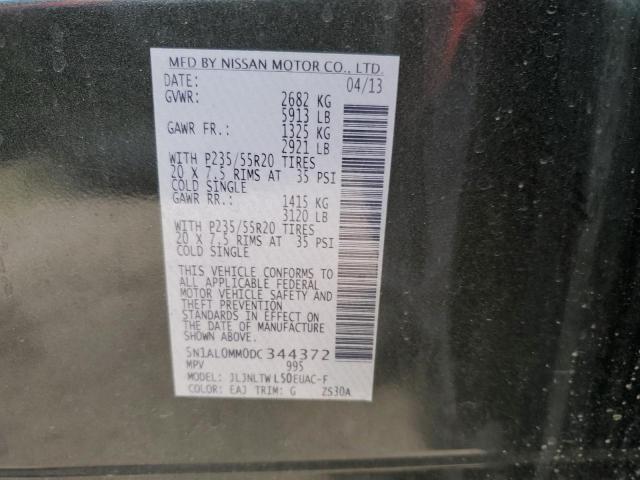 MFD BY NISSAN MOTOR CO., LTD.
DATE: 04/13
GVWR: 2682 KG
5913 LB
GAWR FR.: 1325 KG
2921 LB
WITH P235/55R20 TIRES
20 X 7.5 RIMS AT 35 PSI
COLD SINGLE
GAWR RR.: 1415 KG
3120 LB
WITH P235/55R20 TIRES
20 X 7.5 RIMS AT 35 PSI
COLD SINGLE
THIS VEHICLE CONFORMS TO
ALL APPLICABLE FEDERAL
MOTOR VEHICLE SAFETY AND
THEFT PREVENTION
STANDARDS IN EFFECT ON
THE DATE OF MANUFACTURE
SHOWN ABOVE.
5N1AL0MM0DC344372
MPV 995
MODEL: JLJNLTWL50EUAC-F
COLOR: EAJ TRIM: G ZS30A